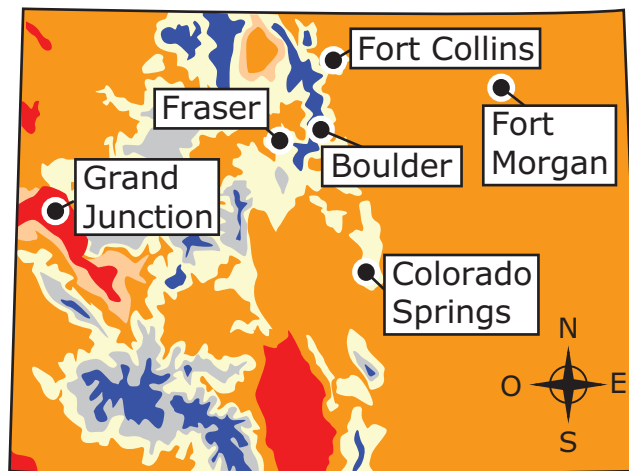 Fort Collins
Fraser
Fort
Morgan
Boulder
Grand
Junction
Colorado
Springs
N
O
E
S